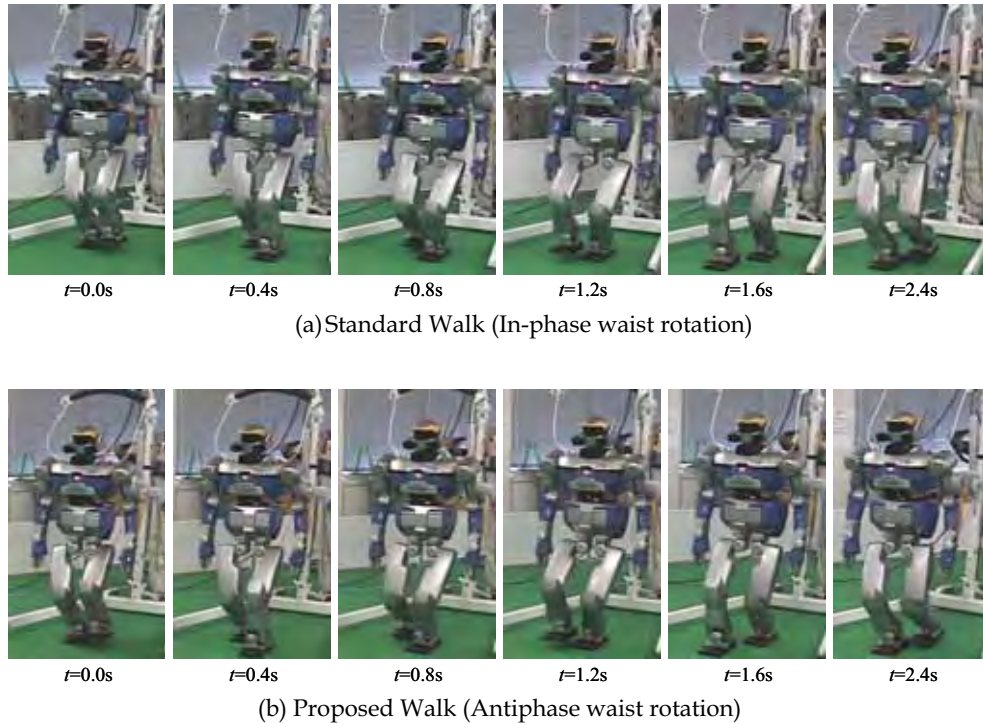 t=0.0s t=0.4s t=0.8s t=1.2s t=1.6s t=2.4s
(a) Standard Walk (In-phase waist rotation)
t=0.0s t=0.4s t=0.8s t=1.2s t=1.6s t=2.4s
(b) Proposed Walk (Antiphase waist rotation)